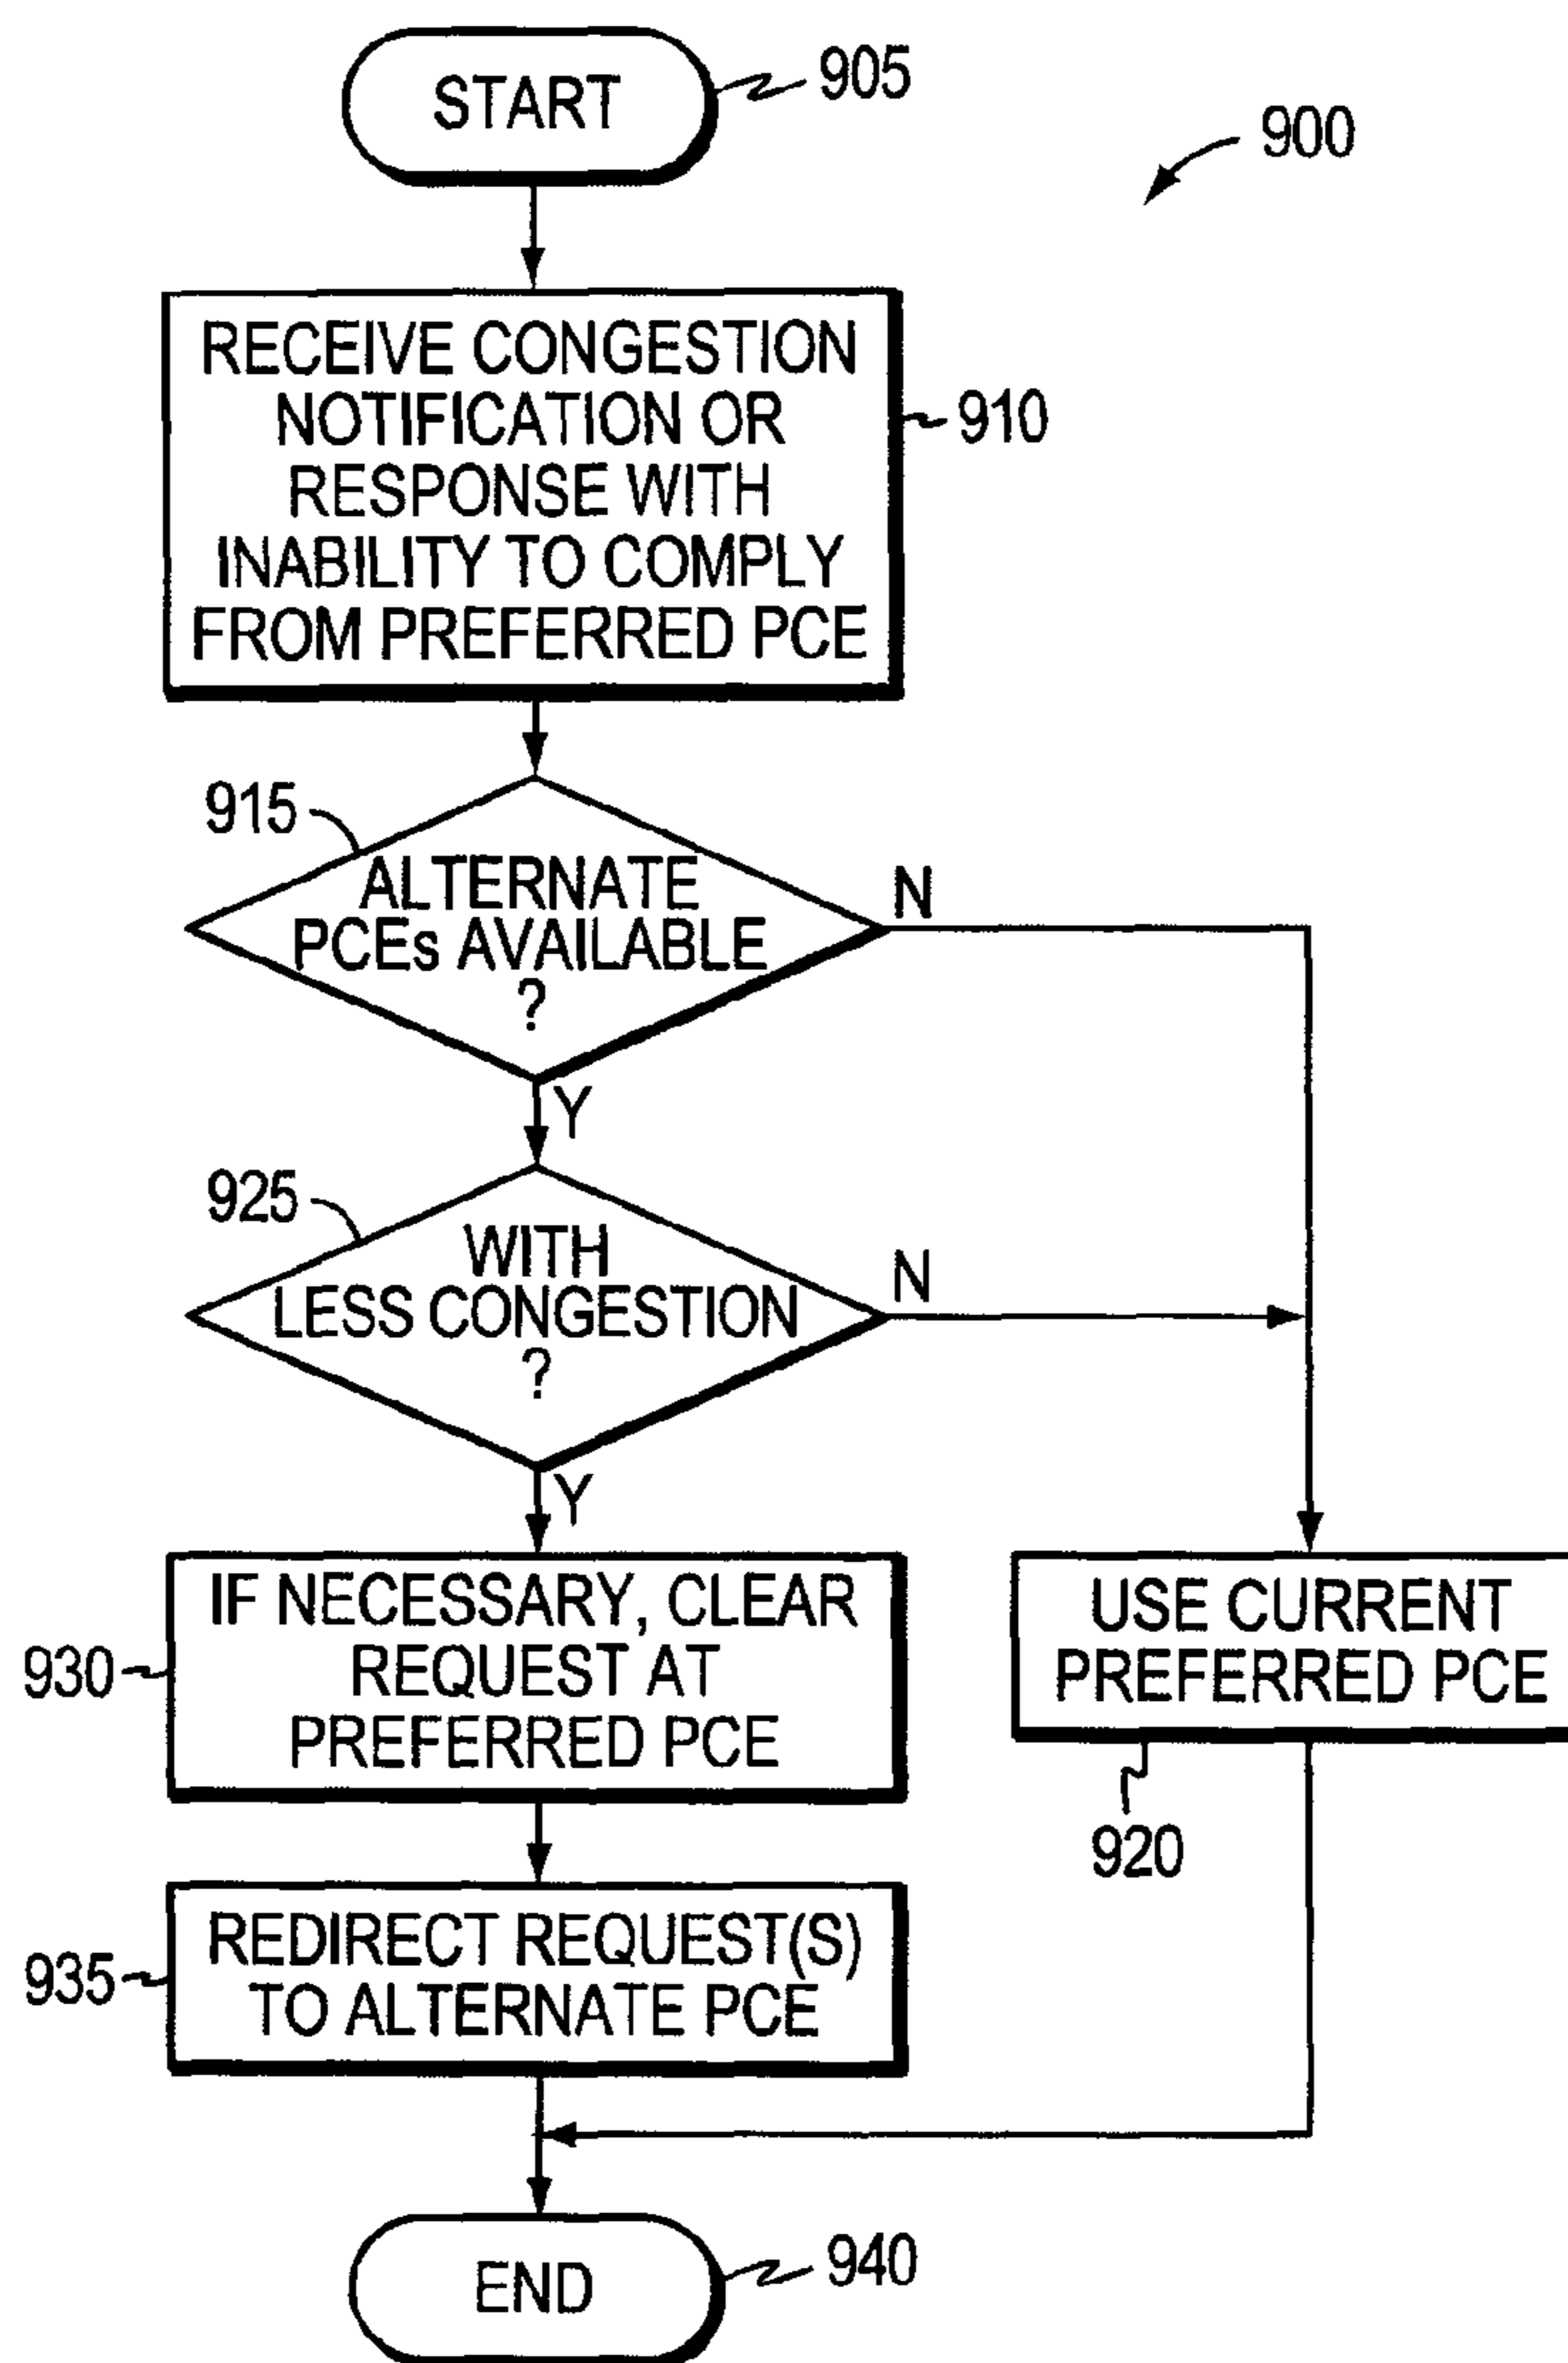 START
905
900
RECEIVE CONGESTION
NOTIFICATION OR
RESPONSE WITH
INABILITY TO COMPLY
FROM PREFERRED PCE
910
915
ALTERNATE
PCEs AVAILABLE
?
N
Y
925
WITH
LESS CONGESTION
?
N
Y
930
IF NECESSARY, CLEAR
REQUEST AT
PREFERRED PCE
USE CURRENT
PREFERRED PCE
920
935
REDIRECT REQUEST(S)
TO ALTERNATE PCE
END
940